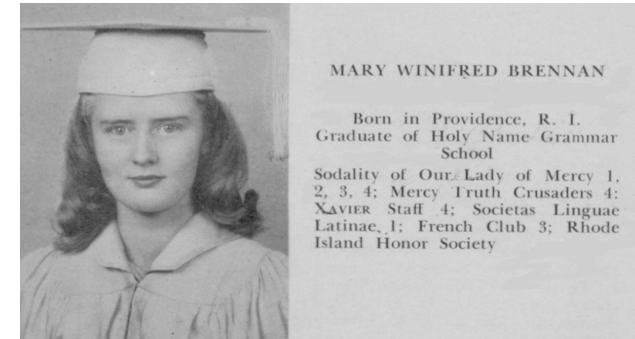 MARY WINIFRED BRENNAN
Born in Providence, R. I.
Graduate of Holy Name Grammar
School
Sodality of Our Lady of Mercy 1,
2, 3, 4; Mercy Truth Crusaders 4:
XAVIER Staff 4; Societas Linguae
Latinae, 1; French Club 3; Rhode
Island Honor Society